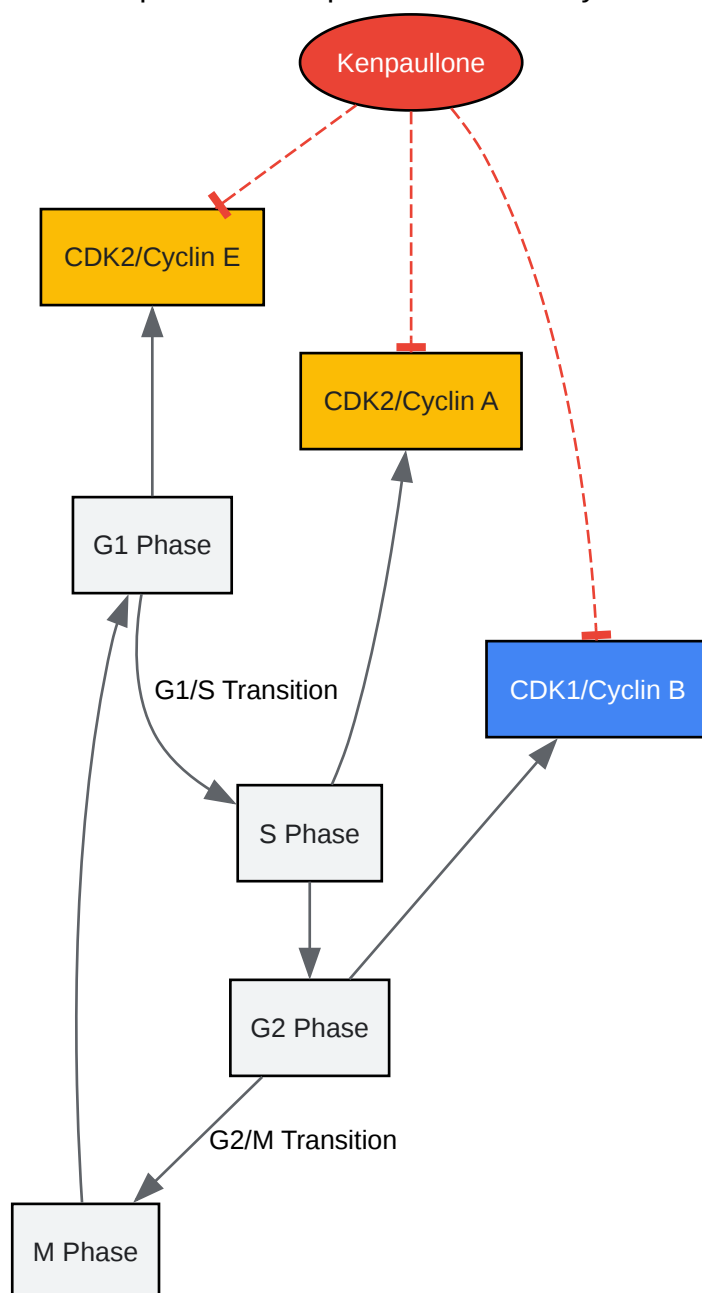 Kenpaullone
CDK2/Cyclin E
CDK2/Cyclin A
G1 Phase
G1/S Transition
CDK1/Cyclin B
S Phase
G2 Phase
G2/M Transition
M Phase